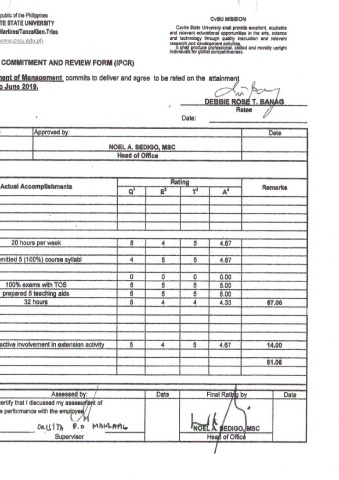 public of the Philippines
TE STATE UNIVERSITY
Martires/Tanza/Gen.Trias
www.cvsu.edu.ph
CvSU MISSION
Cavite State University shall provide excellent, equitable
and relevant educational opportunities in the arts, science
and technology through quality instruction and relevant
research and development activities.
It shall produce professional, skilled and morally upright
individuals for global competitiveness.
COMMITMENT AND REVIEW FORM (IPCR)
ment of Management commits to deliver and agree to be rated on the attainment
o June 2019.
DEBBIE ROSE T. BANAG
Ratee
Date:
Approved by: Date
NOEL A. SEDIGO, MSC
Head of Office
Actual Accomplishments Rating Remarks
Q1 E2 T3 A4
20 hours per week 5 4 5 4.67
mitted 5 (100%) course syllabi 4 5 5 4.67
0 0 0 0.00
100% exams with TOS 5 5 5 5.00
prepared 5 teaching aids 5 5 5 5.00
32 hours 5 4 4 4.33 67.06
active involvement in extension activity 5 4 5 4.67 14.00
81.06
Assessed by: Date Final Rating by Date
ertify that I discussed my assessment of
e performance with the employee
NOEL A. SEDIGO, MSC
Supervisor Head of Office